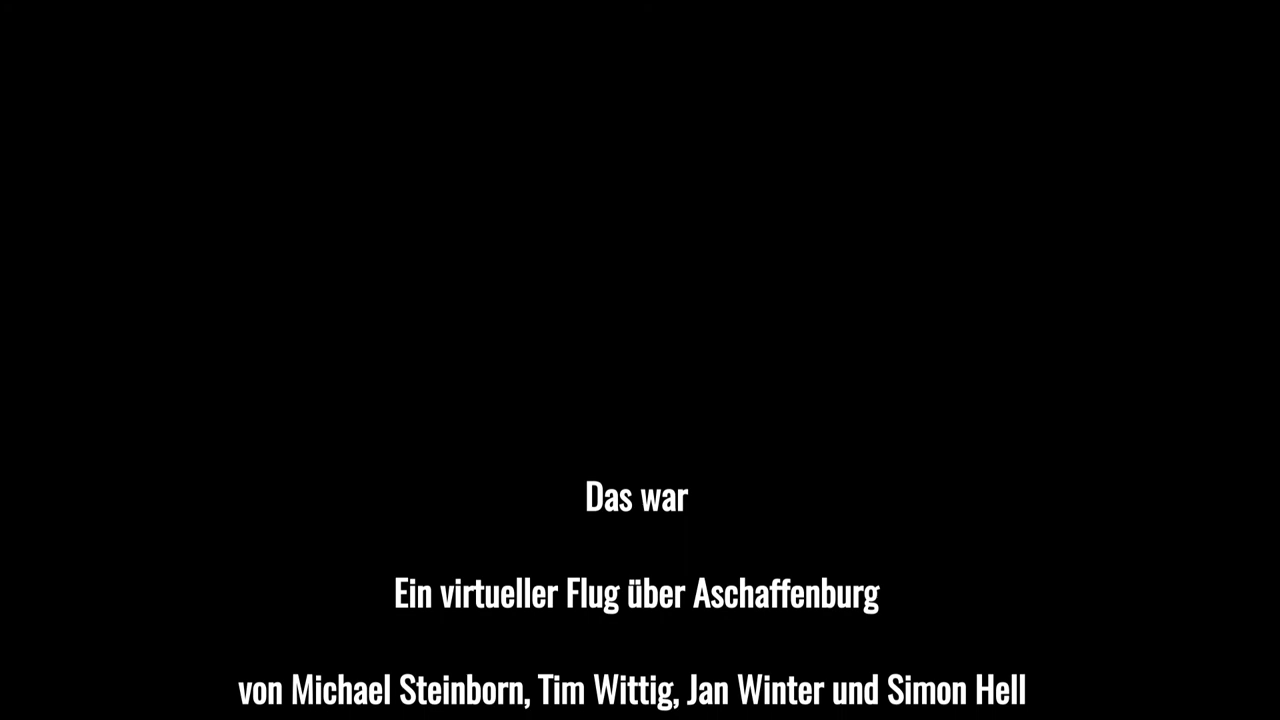 Das war
Ein virtueller Flug über Aschaffenburg
von Michael Steinborn, Tim Wittig, Jan Winter und Simon Hell